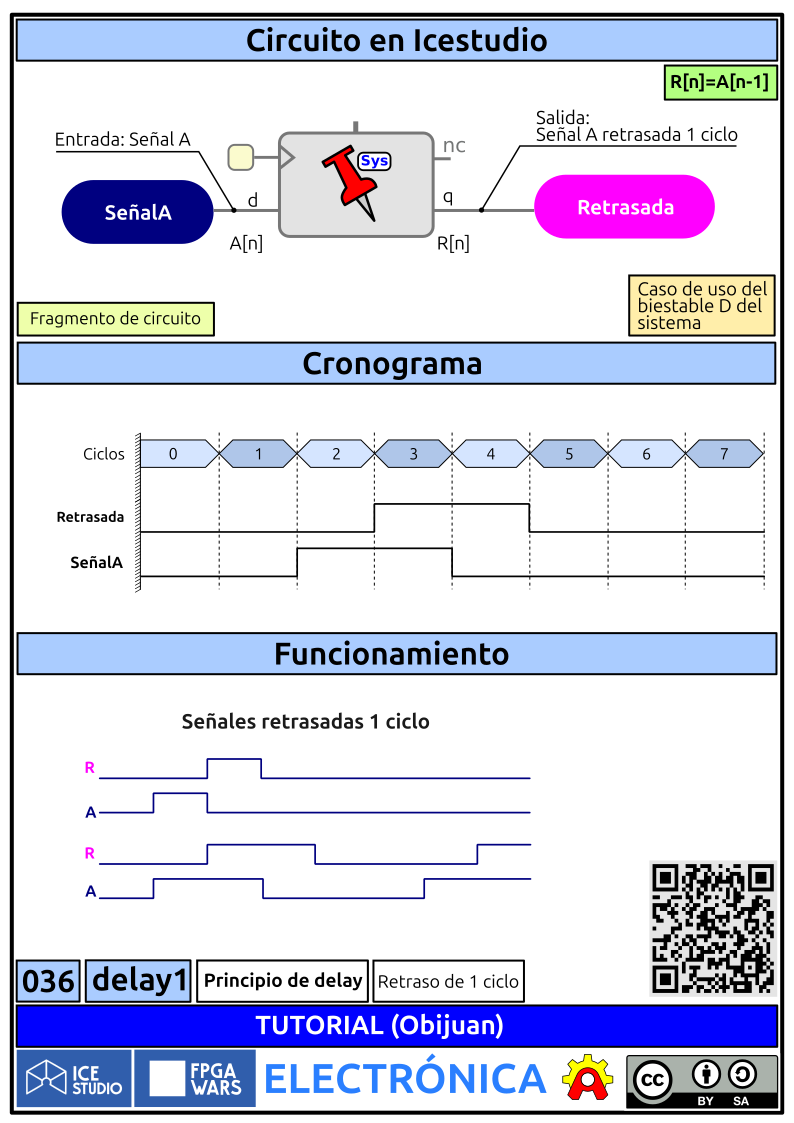 Circuito en Icestudio
R[n]=A[n-1]
Entrada: Señal A
Salida:
Señal A retrasada 1 ciclo
Sys
nc
d
q
SeñalA
Retrasada
A[n]
R[n]
Fragmento de circuito
Caso de uso del
biestable D del
sistema
Cronograma
Ciclos 0 1 2 3 4 5 6 7
Retrasada
SeñalA
Funcionamiento
Señales retrasadas 1 ciclo
R
A
R
A
036 delay1 Principio de delay Retraso de 1 ciclo
TUTORIAL (Obijuan)
ICE
STUDIO
FPGA
WARS
ELECTRÓNICA
A
cc
BY SA